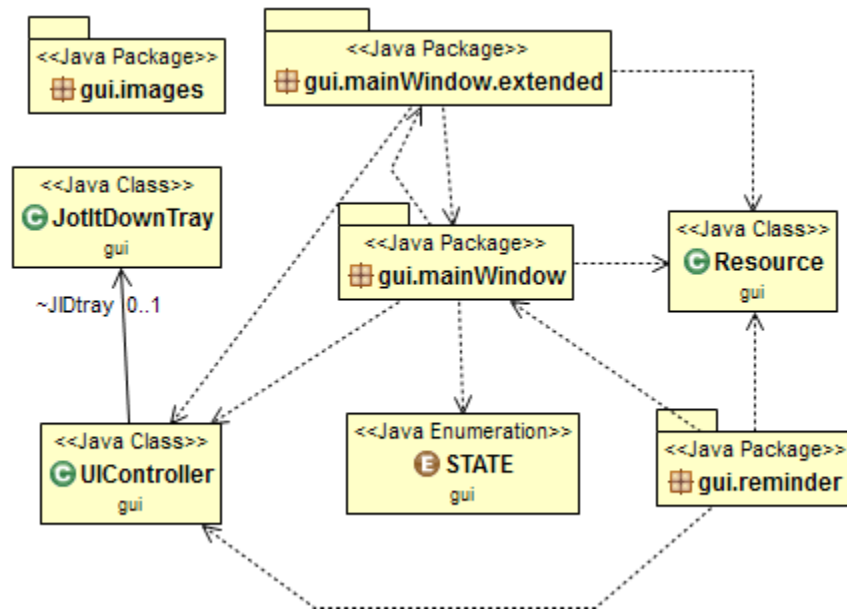 <<Java Package>>
gui.images
<<Java Package>>
gui.mainWindow.extended
<<Java Class>>
JotItDownTray
gui
<<Java Package>>
gui.mainWindow
<<Java Class>>
Resource
gui
~JIDtray 0..1
<<Java Class>>
UIController
gui
<<Java Enumeration>>
STATE
gui
<<Java Package>>
gui.reminder